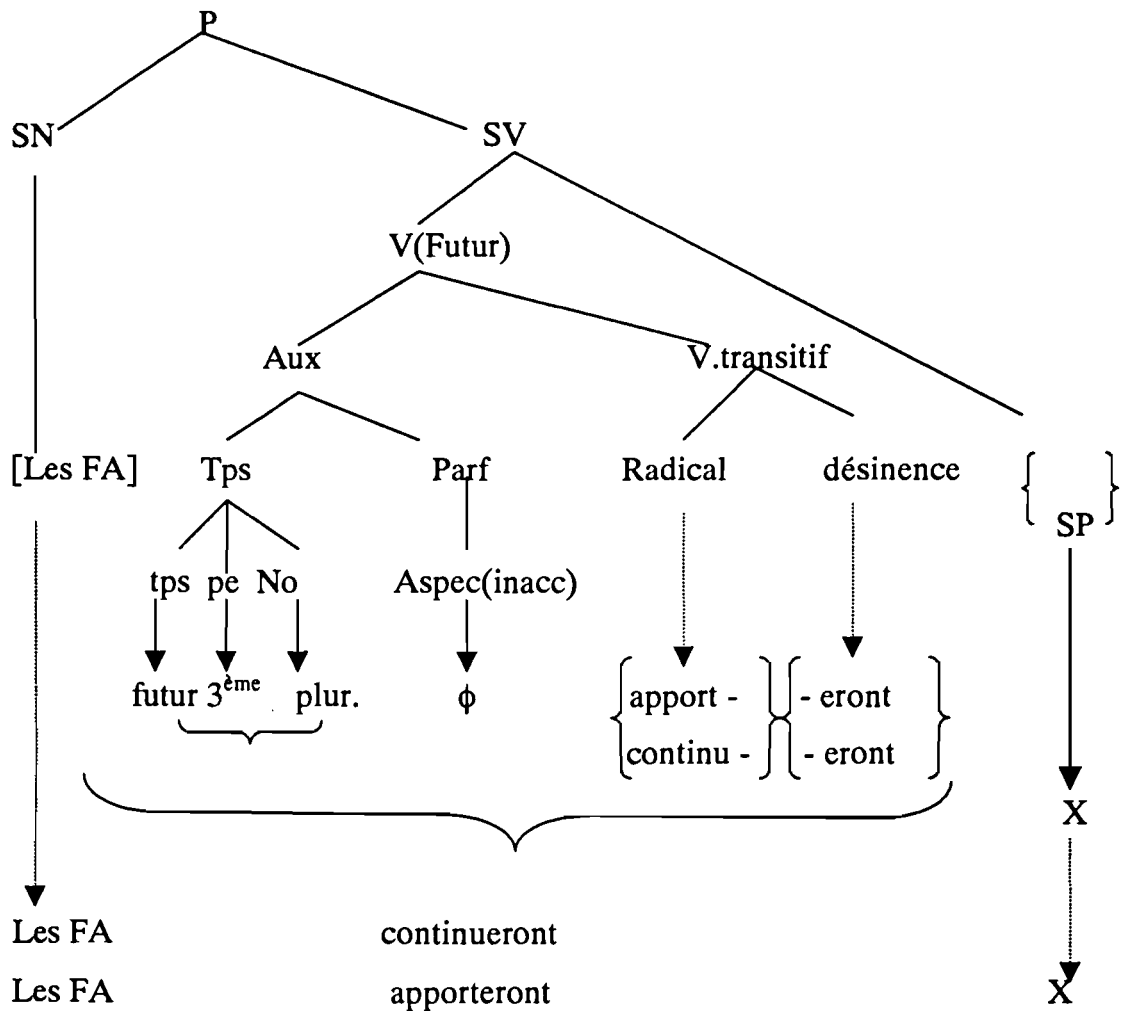 P
SN SV
V(Futur)
Aux V.transitif
[Les FA] Tps Parf Radical désinence { }
SP
tps pe No Aspec(inacc)
futur 3ème plur. ϕ { apport - } { - eront }
{ continu - } { - eront }
X
Les FA continueront
Les FA apporteront X